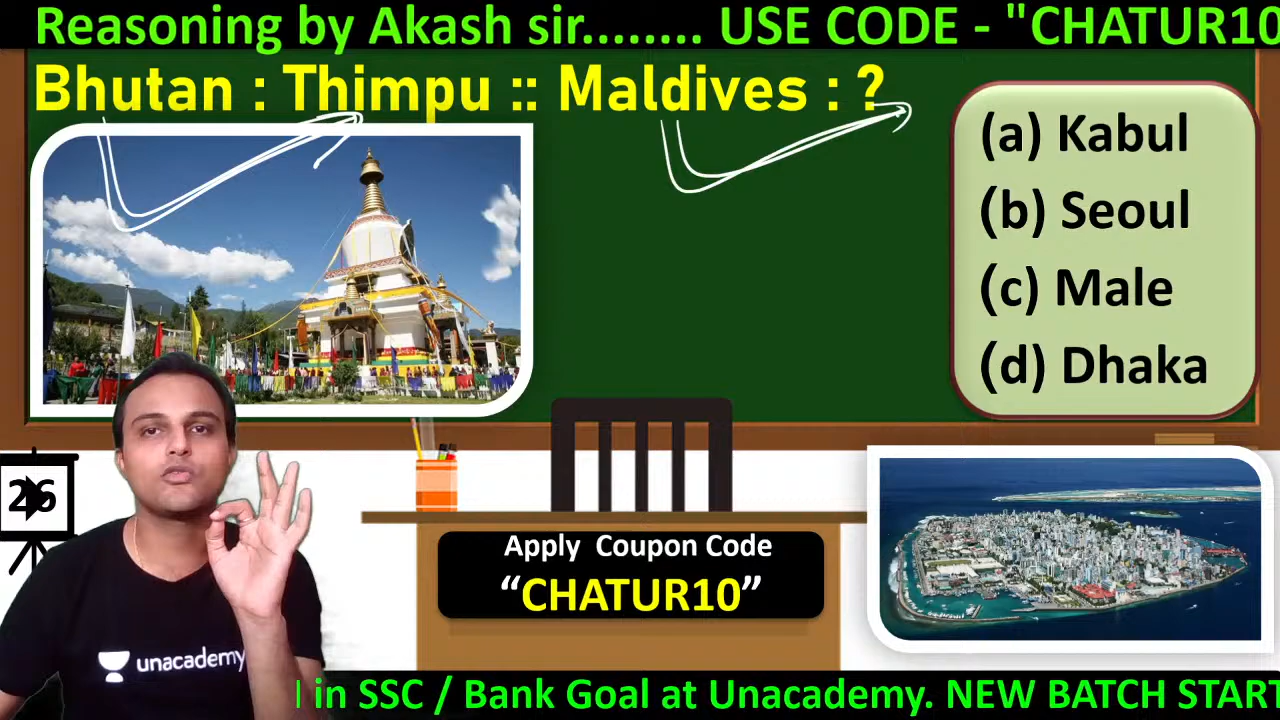 Reasoning by Akash sir........ USE CODE - "CHATUR10
Bhutan : Thimpu :: Maldives : ?
(a) Kabul
(b) Seoul
(c) Male
(d) Dhaka
26
Apply Coupon Code
“CHATUR10”
unacademy
in SSC / Bank Goal at Unacademy. NEW BATCH START